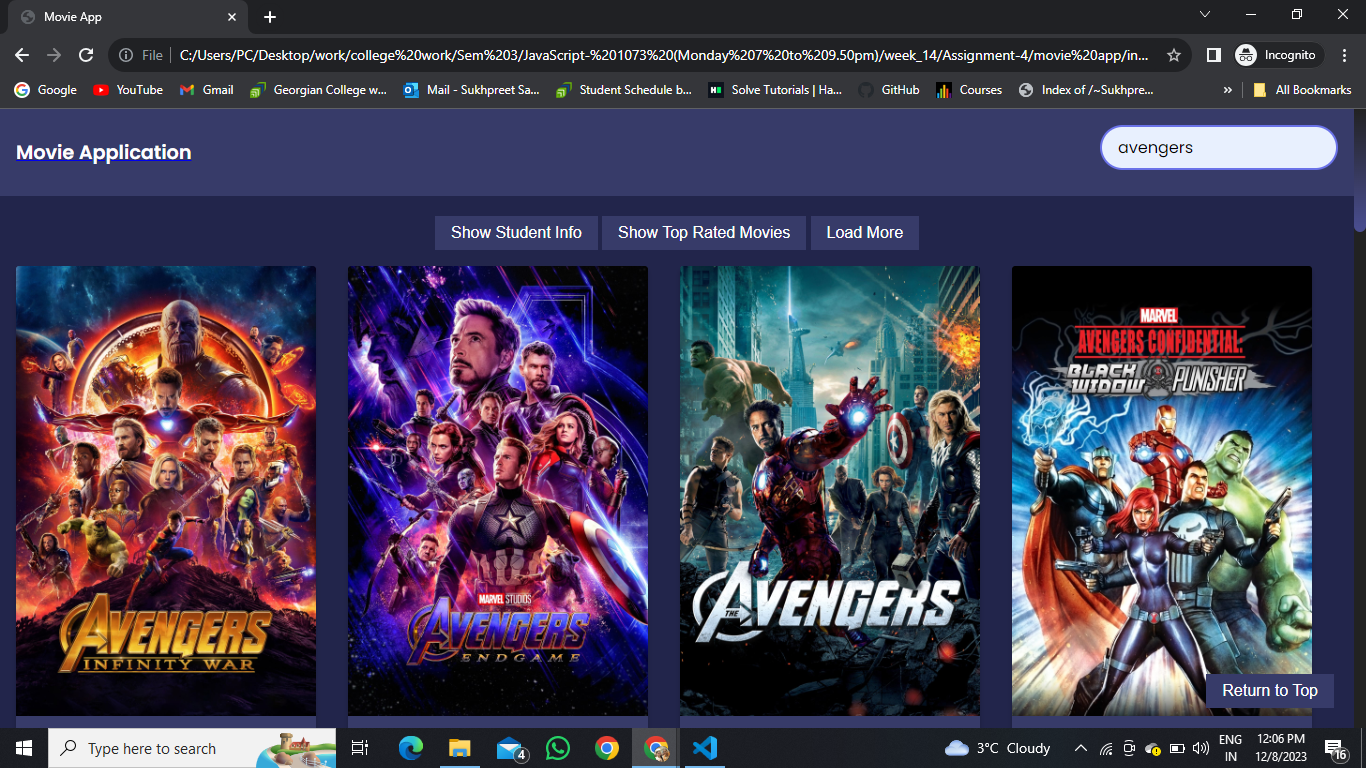 Movie App
File
C:/Users/PC/Desktop/work/college%20work/Sem%203/JavaScript-%201073%20(Monday%207%20to%209.50pm)/week_14/Assignment-4/movie%20app/in...
Incognito
Google
YouTube
Gmail
Georgian College w...
Mail - Sukhpreet Sa...
Student Schedule b...
Solve Tutorials | Ha...
GitHub
Courses
Index of /~Sukhpre...
»
All Bookmarks
Movie Application
avengers
Show Student Info
Show Top Rated Movies
Load More
AVENGERS
INFINITY WAR
MARVEL STUDIOS
AVENGERS
ENDGAME
THE AVENGERS
MARVEL
AVENGERS CONFIDENTIAL:
BLACK WIDOW PUNISHER
Return to Top
Type here to search
4
3°C Cloudy
ENG
IN
12:06 PM
12/8/2023
16